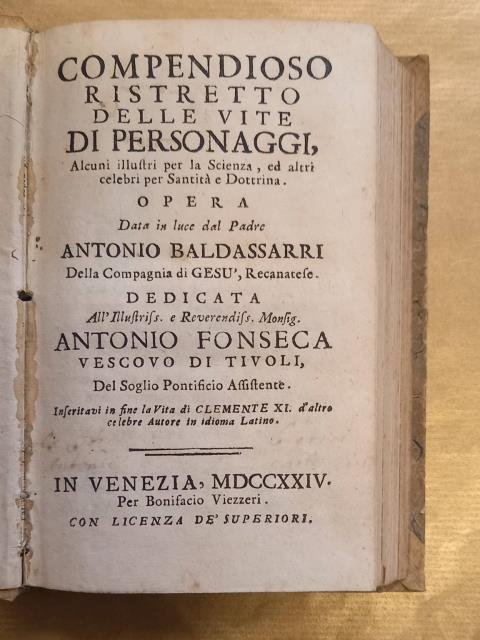 COMPENDIOSO
RISTRETTO
DELLE VITE
DI PERSONAGGI,
Alcuni illuſtri per la Scienza, ed altri
celebri per Santità e Dottrina.
OPERA
Data in luce dal Padre
ANTONIO BALDASSARRI
Della Compagnia di GESU', Recanateſe.
DEDICATA
All'Illuſtriſs. e Reverendiſs. Monſig.
ANTONIO FONSECA
VESCOVO DI TIVOLI,
Del Soglio Pontificio Aſſiſtente.
Inſeritavi in fine la Vita di CLEMENTE XI. d'altro
celebre Autore in idioma Latino.
IN VENEZIA, MDCCXXIV.
Per Bonifacio Viezzeri.
CON LICENZA DE' SUPERIORI.